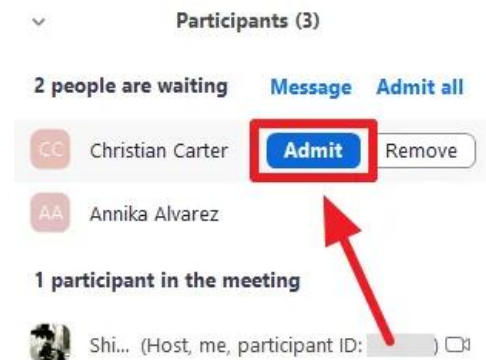 Participants (3)
2 people are waiting Message Admit all
CC Christian Carter Admit Remove
AA Annika Alvarez
1 participant in the meeting
Shi... (Host, me, participant ID: )